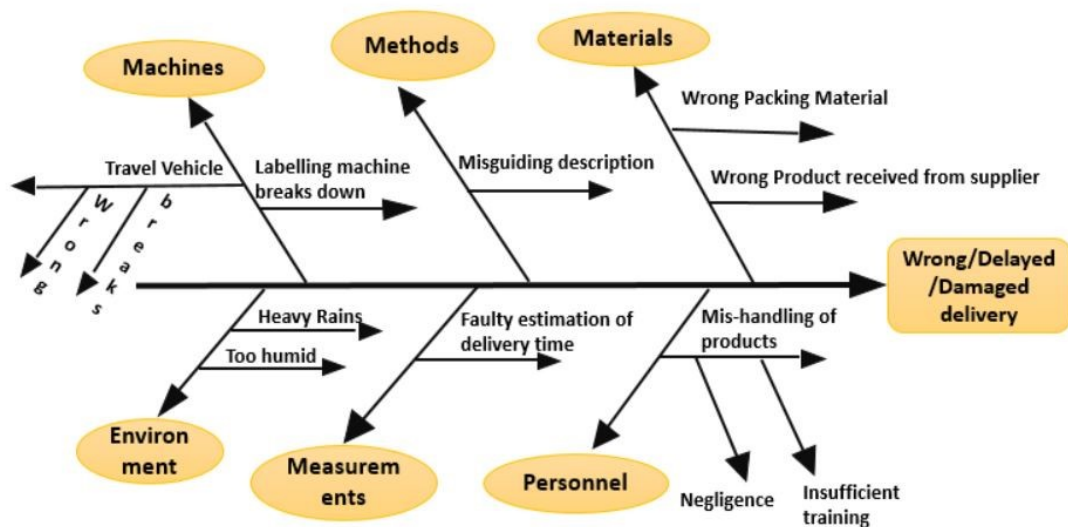 Machines
Methods
Materials
Wrong Packing Material
Travel Vehicle
Labelling machine
breaks down
Misguiding description
Wrong Product received from supplier
Wrong
breaks
Wrong/Delayed
/Damaged
delivery
Heavy Rains
Too humid
Faulty estimation of
delivery time
Mis-handling of
products
Environ
ment
Measurem
ents
Personnel
Negligence
Insufficient
training